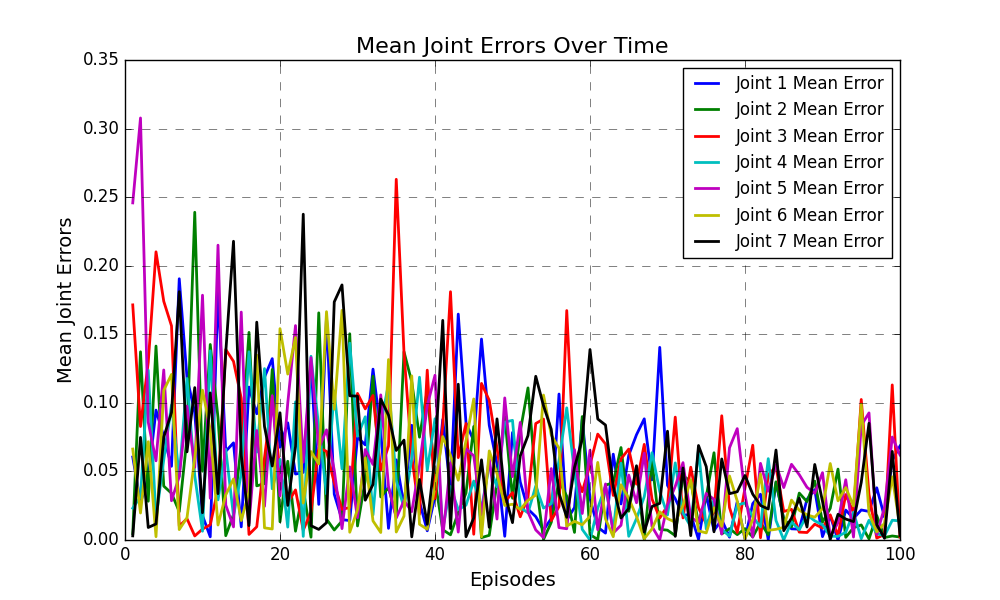 Mean Joint Errors Over Time
0.35
0.30
0.25
0.20
0.15
0.10
0.05
0.00
Mean Joint Errors
Joint 1 Mean Error
Joint 2 Mean Error
Joint 3 Mean Error
Joint 4 Mean Error
Joint 5 Mean Error
Joint 6 Mean Error
Joint 7 Mean Error
0 20 40 60 80 100
Episodes